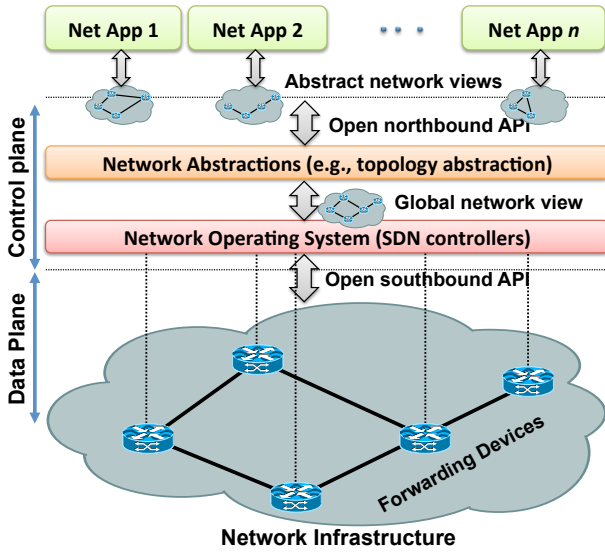 Net App 1
Net App 2
Net App n
Abstract network views
Open northbound API
Network Abstractions (e.g., topology abstraction)
Global network view
Network Operating System (SDN controllers)
Open southbound API
Control plane
Data Plane
Forwarding Devices
Network Infrastructure